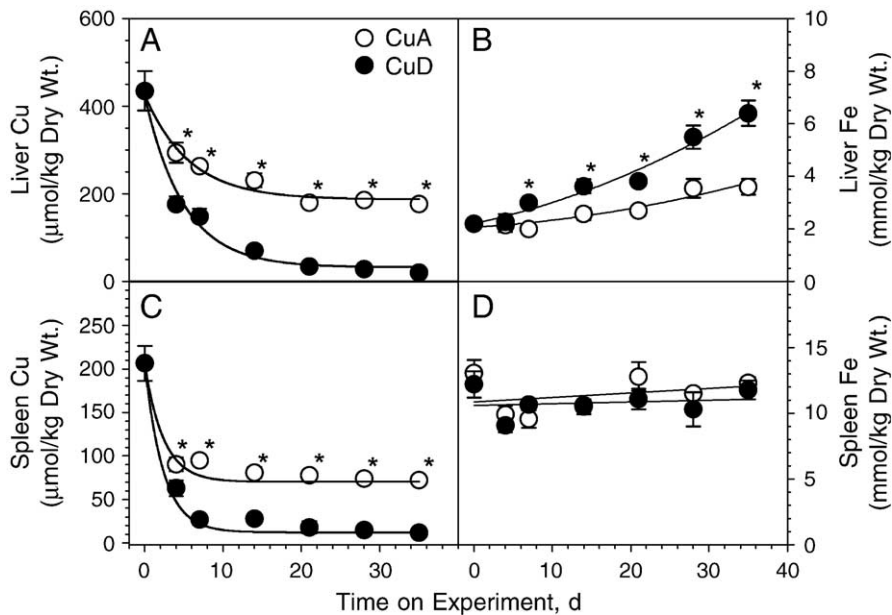 A
B
C
D
CuA
CuD
600
400
200
0
Liver Cu
(µmol/kg Dry Wt.)
10
8
6
4
2
0
Liver Fe
(mmol/kg Dry Wt.)
* * * * * *
* * * * *
250
200
150
100
50
0
Spleen Cu
(µmol/kg Dry Wt.)
15
10
5
0
Spleen Fe
(mmol/kg Dry Wt.)
* * * * * *
0 10 20 30
0 10 20 30 40
Time on Experiment, d